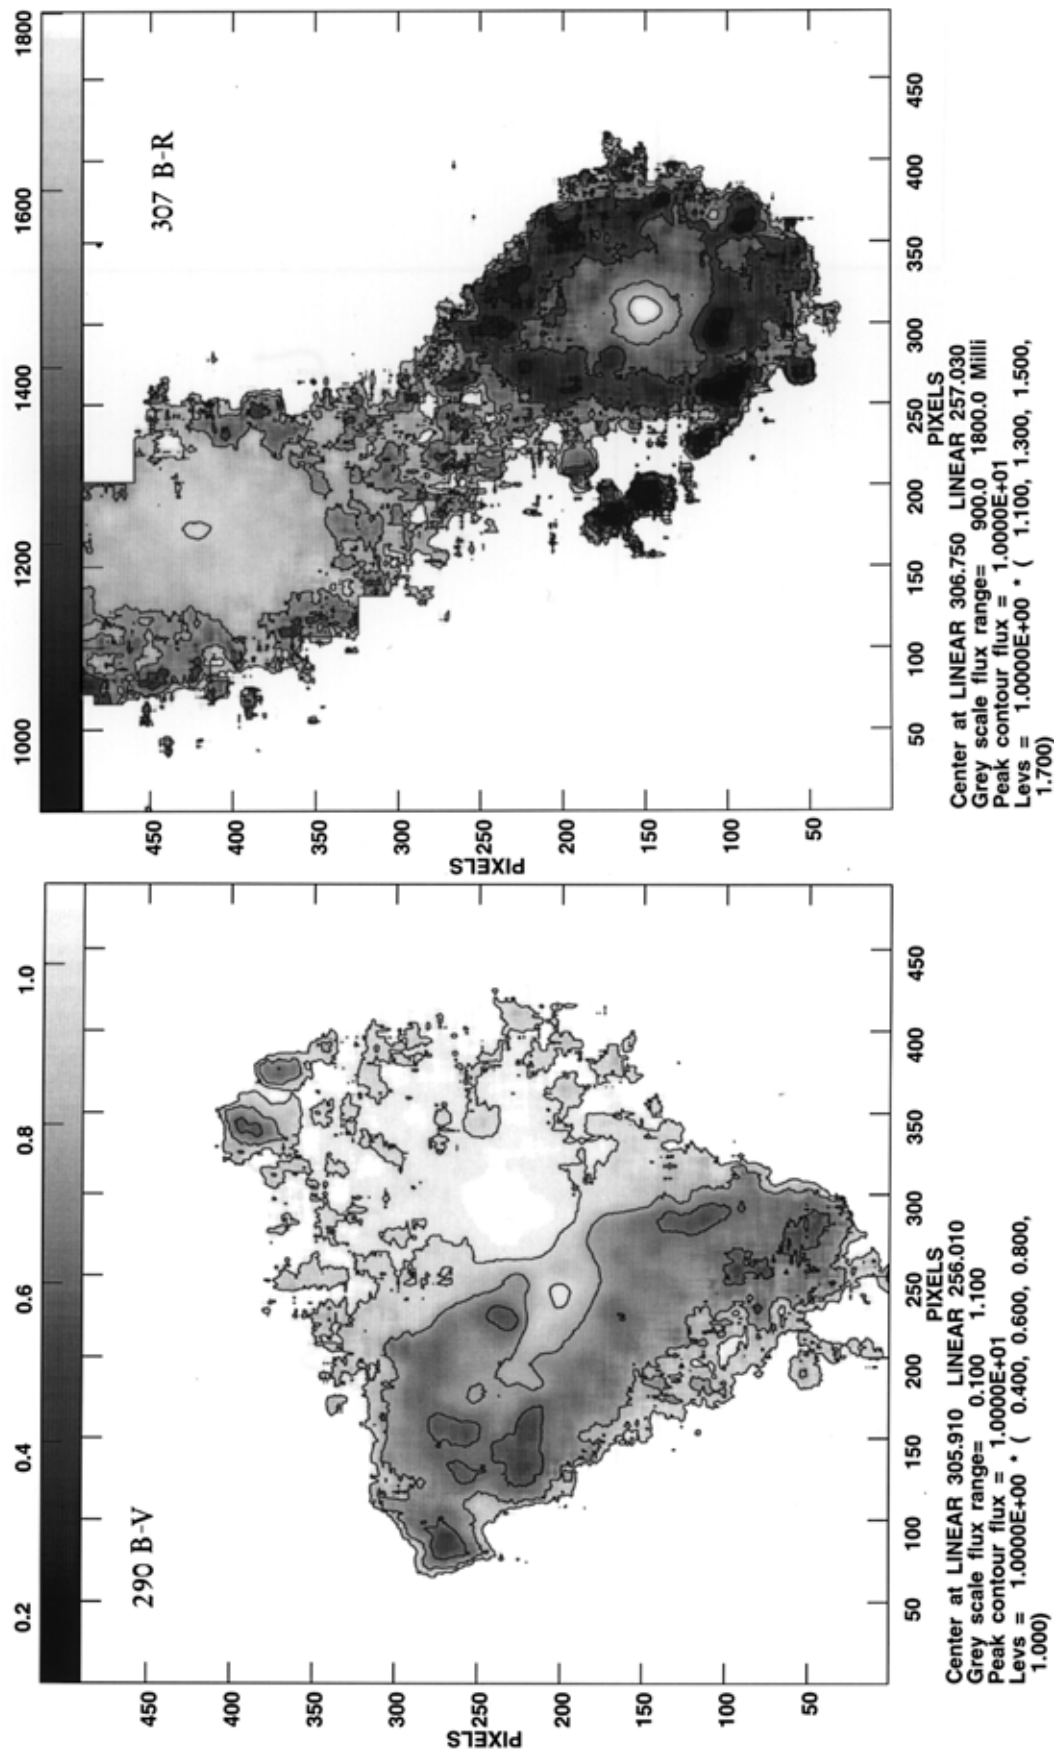 1000 1200 1400 1600 1800
307 B-R
450
400
350
300
250
200
150
100
50
PIXELS
50 100 150 200 250 300 350 400 450
PIXELS
Center at LINEAR 306.750 LINEAR 257.030
Grey scale flux range= 900.0 1800.0 Milli
Peak contour flux = 1.0000E+01
Levs = 1.0000E+00 * ( 1.100, 1.300, 1.500,
1.700)
0.2 0.4 0.6 0.8 1.0
290 B-V
450
400
350
300
250
200
150
100
50
PIXELS
50 100 150 200 250 300 350 400 450
PIXELS
Center at LINEAR 305.910 LINEAR 256.010
Grey scale flux range= 0.100 1.100
Peak contour flux = 1.0000E+01
Levs = 1.0000E+00 * ( 0.400, 0.600, 0.800,
1.000)